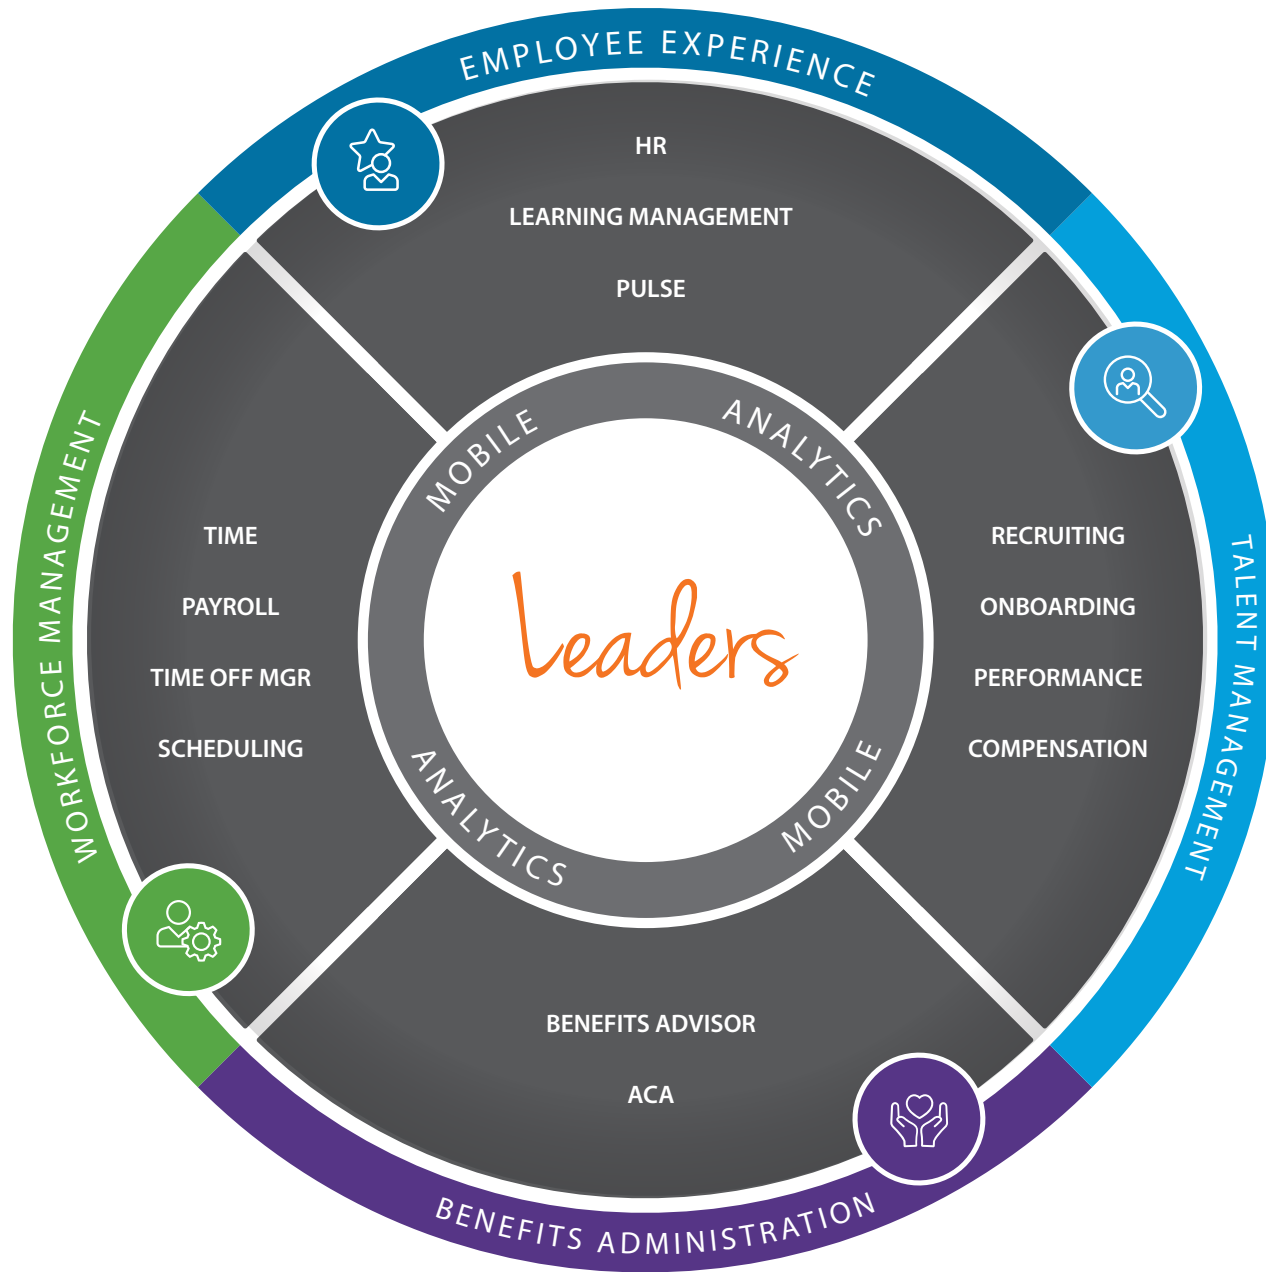 EMPLOYEE EXPERIENCE
HR
LEARNING MANAGEMENT
PULSE
TALENT MANAGEMENT
RECRUITING
ONBOARDING
PERFORMANCE
COMPENSATION
BENEFITS ADMINISTRATION
BENEFITS ADVISOR
ACA
WORKFORCE MANAGEMENT
TIME
PAYROLL
TIME OFF MGR
SCHEDULING
MOBILE
ANALYTICS
MOBILE
ANALYTICS
Leaders